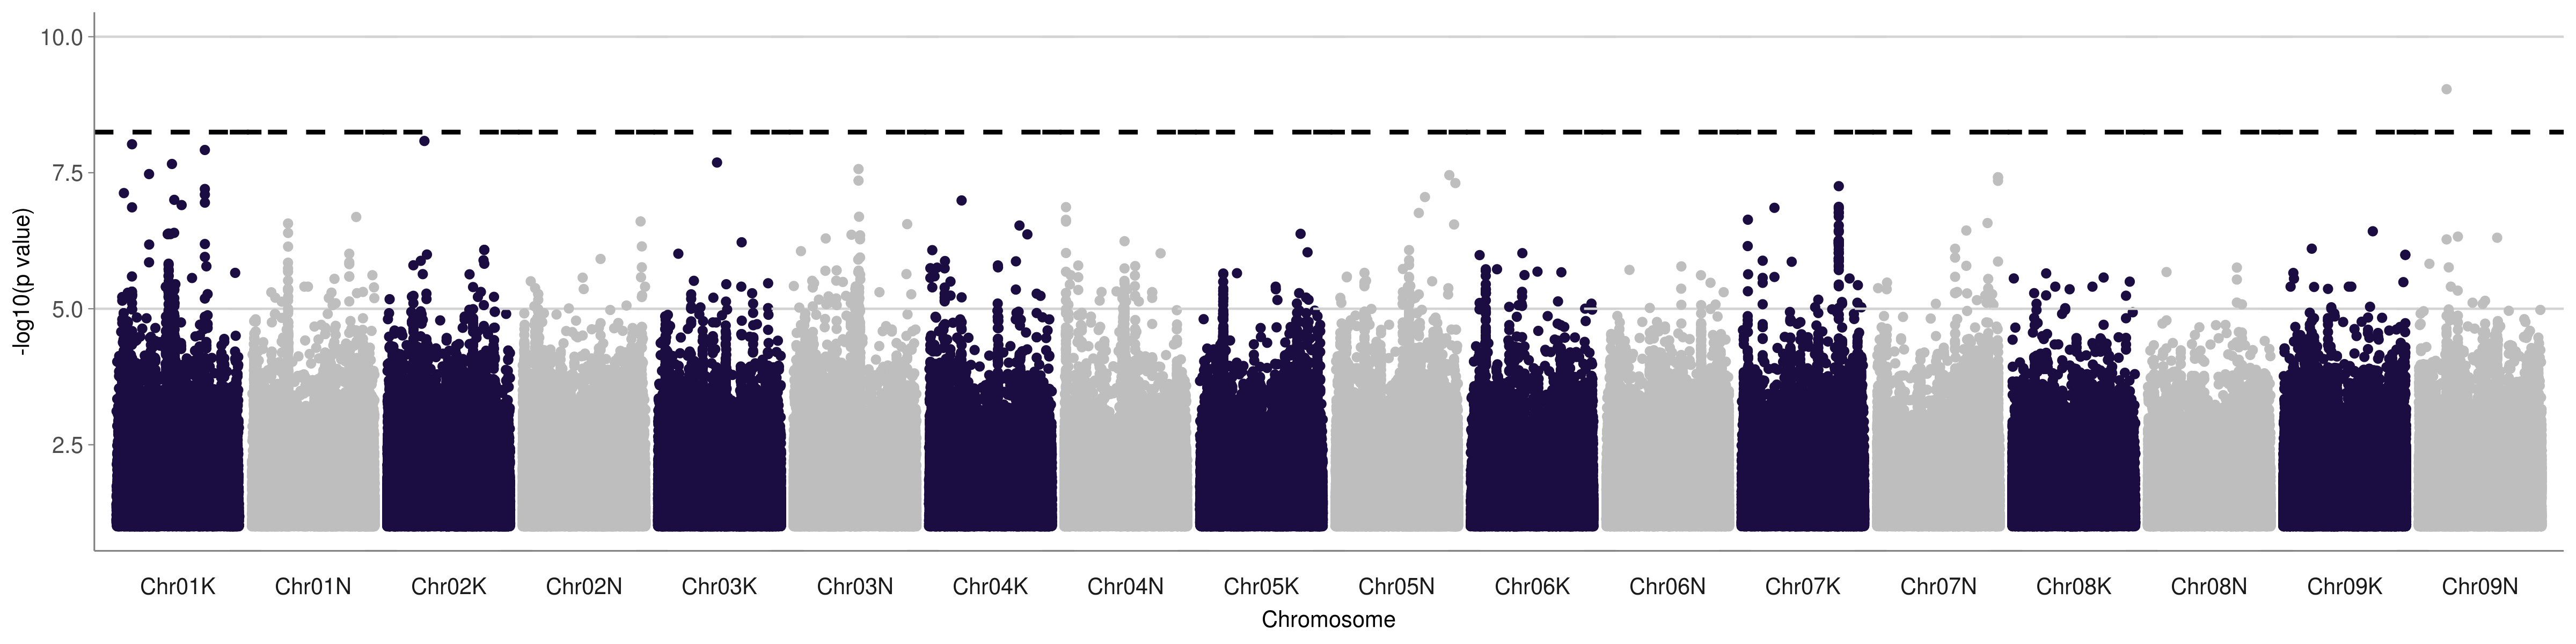 -log10(p value)
10.0
7.5
5.0
2.5
Chr01K Chr01N Chr02K Chr02N Chr03K Chr03N Chr04K Chr04N Chr05K Chr05N Chr06K Chr06N Chr07K Chr07N Chr08K Chr08N Chr09K Chr09N
Chromosome